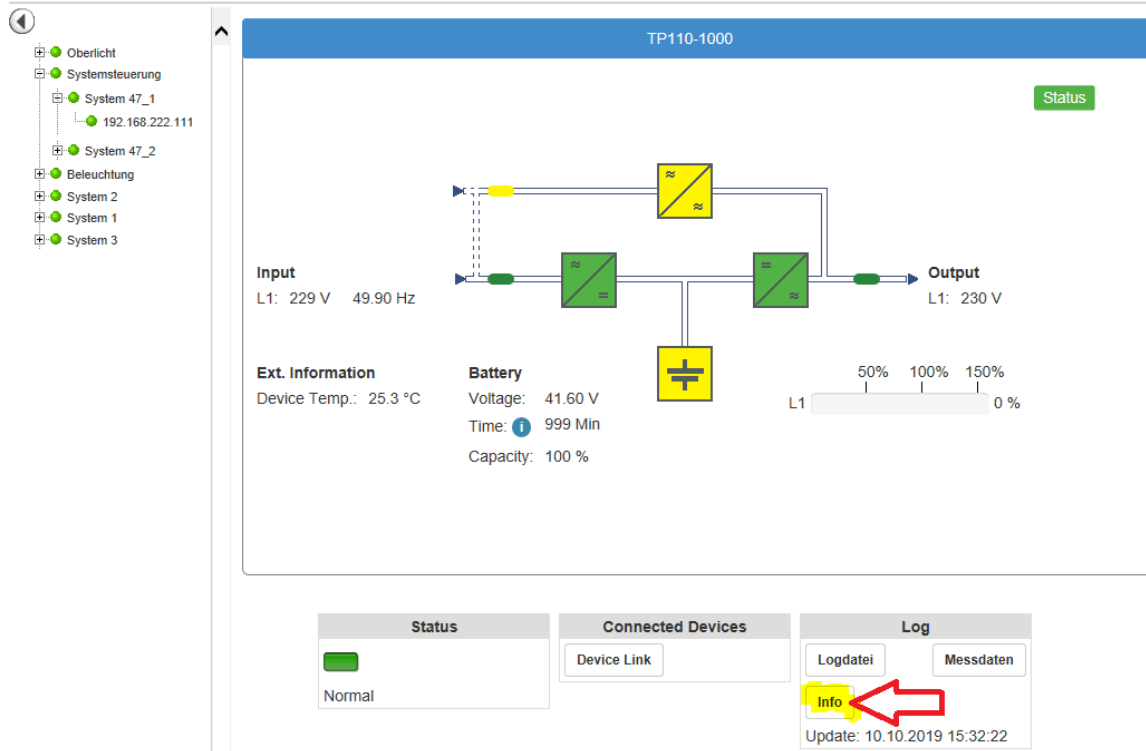 Oberlicht
Systemsteuerung
System 47_1
192.168.222.111
System 47_2
Beleuchtung
System 2
System 1
System 3
TP110-1000
Status
Input
L1: 229 V 49.90 Hz
Output
L1: 230 V
Ext. Information
Device Temp.: 25.3 °C
Battery
Voltage: 41.60 V
Time: i 999 Min
Capacity: 100 %
50% 100% 150%
L1 0 %
Status
Normal
Connected Devices
Device Link
Log
Logdatei Messdaten
Info
Update: 10.10.2019 15:32:22